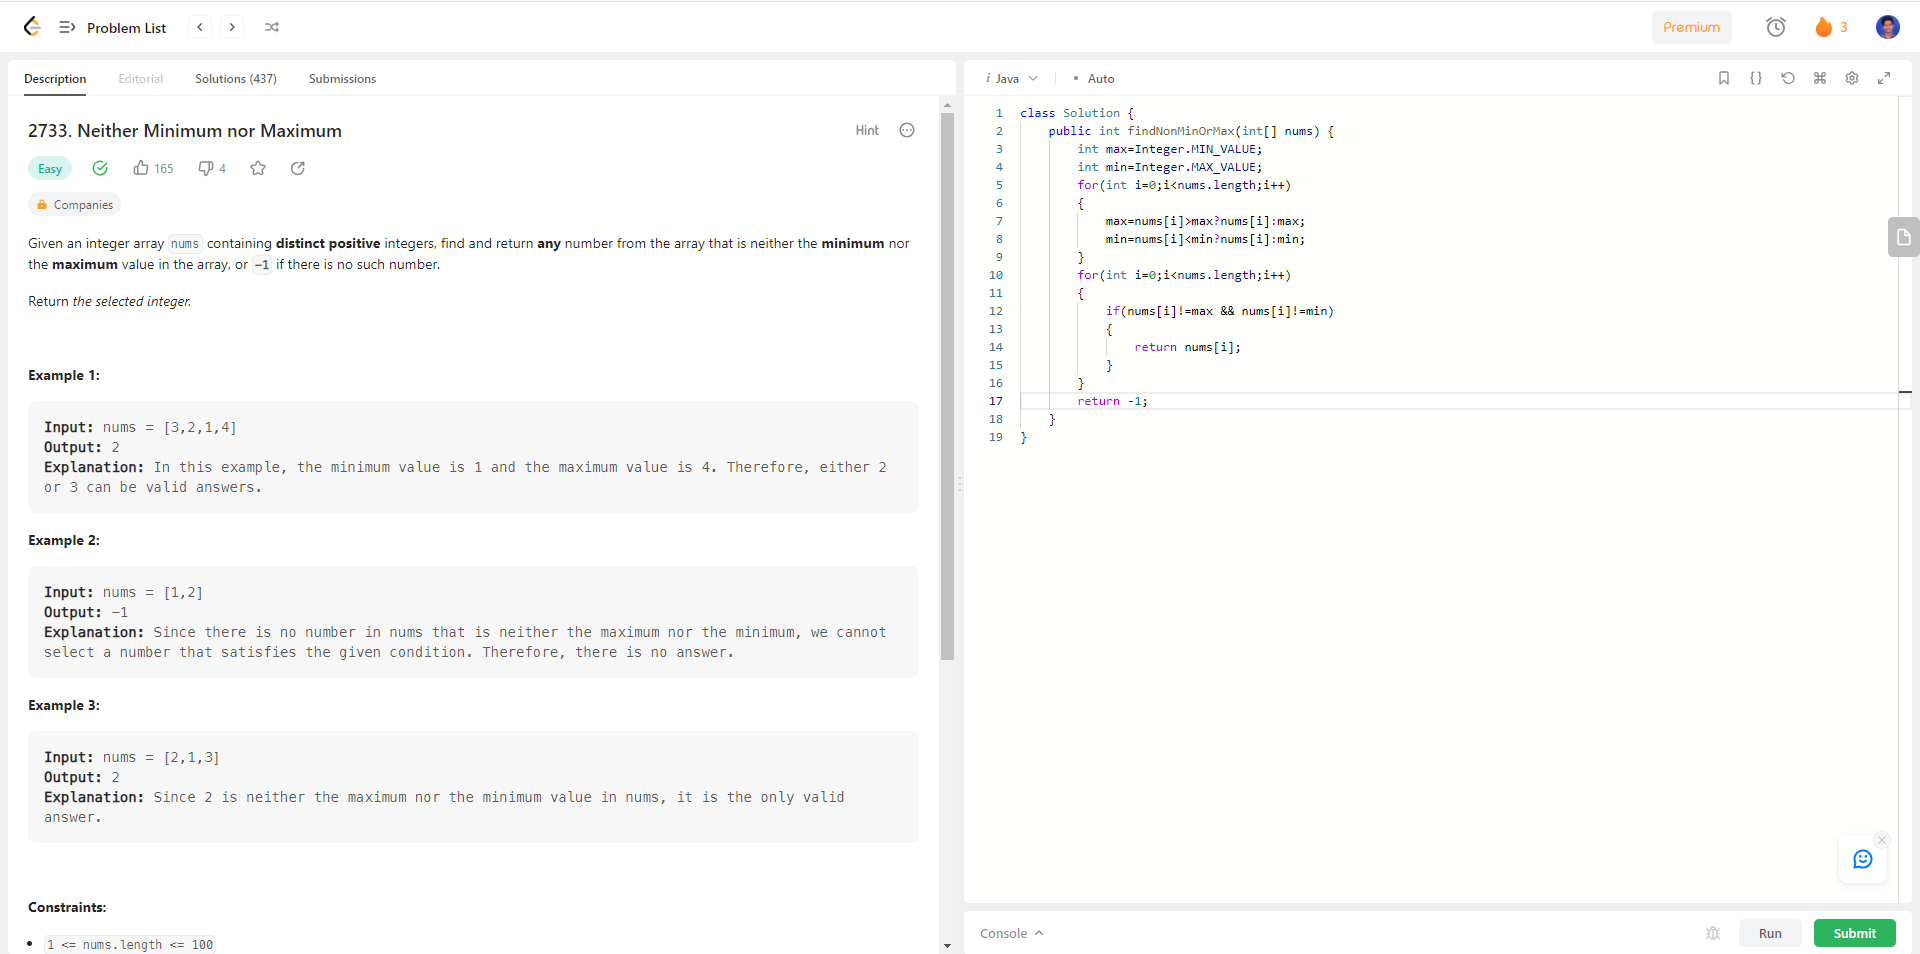 Problem List
Premium
3
Description Editorial Solutions (437) Submissions
2733. Neither Minimum nor Maximum
Hint
Easy 165 4
Companies
Given an integer array nums containing distinct positive integers, find and return any number from the array that is neither the minimum nor
the maximum value in the array, or -1 if there is no such number.
Return the selected integer.
Example 1:
Input: nums = [3,2,1,4]
Output: 2
Explanation: In this example, the minimum value is 1 and the maximum value is 4. Therefore, either 2
or 3 can be valid answers.
Example 2:
Input: nums = [1,2]
Output: -1
Explanation: Since there is no number in nums that is neither the maximum nor the minimum, we cannot
select a number that satisfies the given condition. Therefore, there is no answer.
Example 3:
Input: nums = [2,1,3]
Output: 2
Explanation: Since 2 is neither the maximum nor the minimum value in nums, it is the only valid
answer.
Constraints:
• 1 <= nums.length <= 100
i Java • Auto
1 class Solution {
2 public int findNonMinOrMax(int[] nums) {
3 int max=Integer.MIN_VALUE;
4 int min=Integer.MAX_VALUE;
5 for(int i=0;i<nums.length;i++)
6 {
7 max=nums[i]>max?nums[i]:max;
8 min=nums[i]<min?nums[i]:min;
9 }
10 for(int i=0;i<nums.length;i++)
11 {
12 if(nums[i]!=max && nums[i]!=min)
13 {
14 return nums[i];
15 }
16 }
17 return -1;
18 }
19 }
Console
Run
Submit